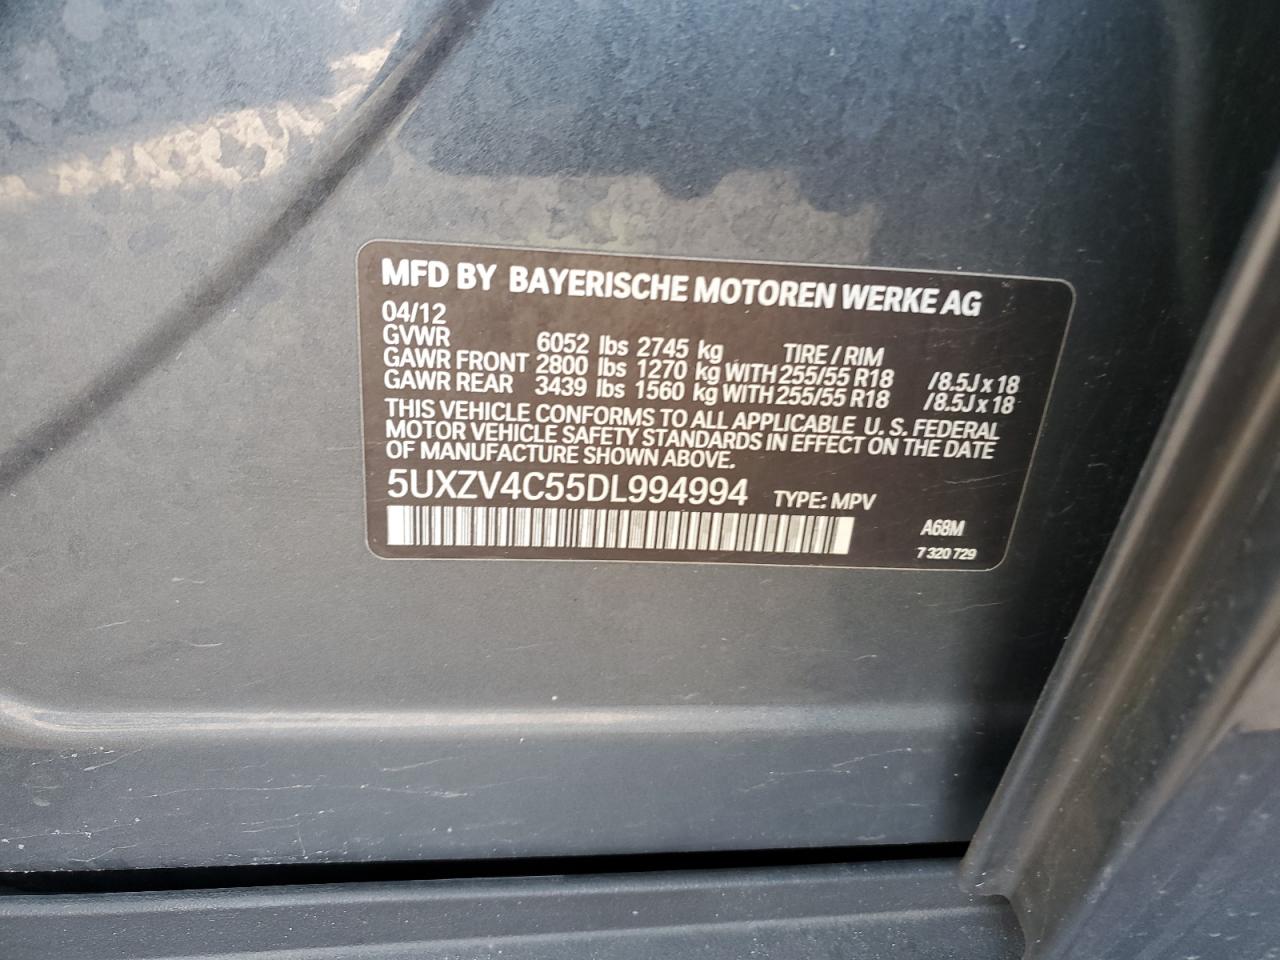 MFD BY BAYERISCHE MOTOREN WERKE AG
04/12
GVWR 6052 lbs 2745 kg TIRE / RIM
GAWR FRONT 2800 lbs 1270 kg WITH 255/55 R18 /8.5J x 18
GAWR REAR 3439 lbs 1560 kg WITH 255/55 R18 /8.5J x 18
THIS VEHICLE CONFORMS TO ALL APPLICABLE U. S. FEDERAL
MOTOR VEHICLE SAFETY STANDARDS IN EFFECT ON THE DATE
OF MANUFACTURE SHOWN ABOVE.
5UXZV4C55DL994994 TYPE: MPV
A68M
7 320 729